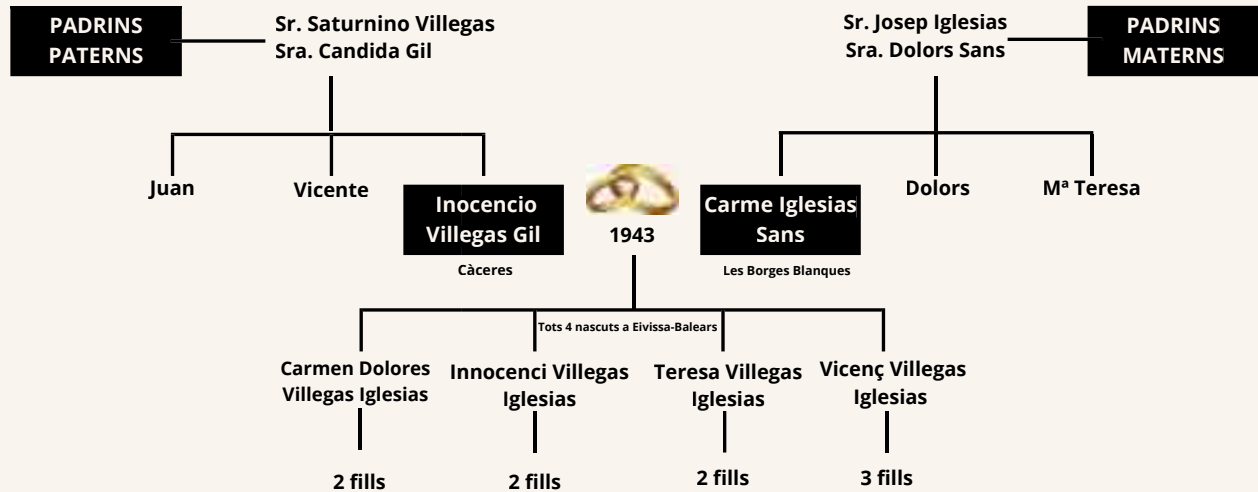 PADRINS
PATERNS
Sr. Saturnino Villegas
Sra. Candida Gil
Sr. Josep Iglesias
Sra. Dolors Sans
PADRINS
MATERNS
Juan
Vicente
Inocencio
Villegas Gil
Càceres
1943
Carme Iglesias
Sans
Les Borges Blanques
Dolors
Mª Teresa
Tots 4 nascuts a Eivissa-Balears
Carmen Dolores
Villegas Iglesias
Innocenci Villegas
Iglesias
Teresa Villegas
Iglesias
Vicenç Villegas
Iglesias
2 fills
2 fills
2 fills
3 fills